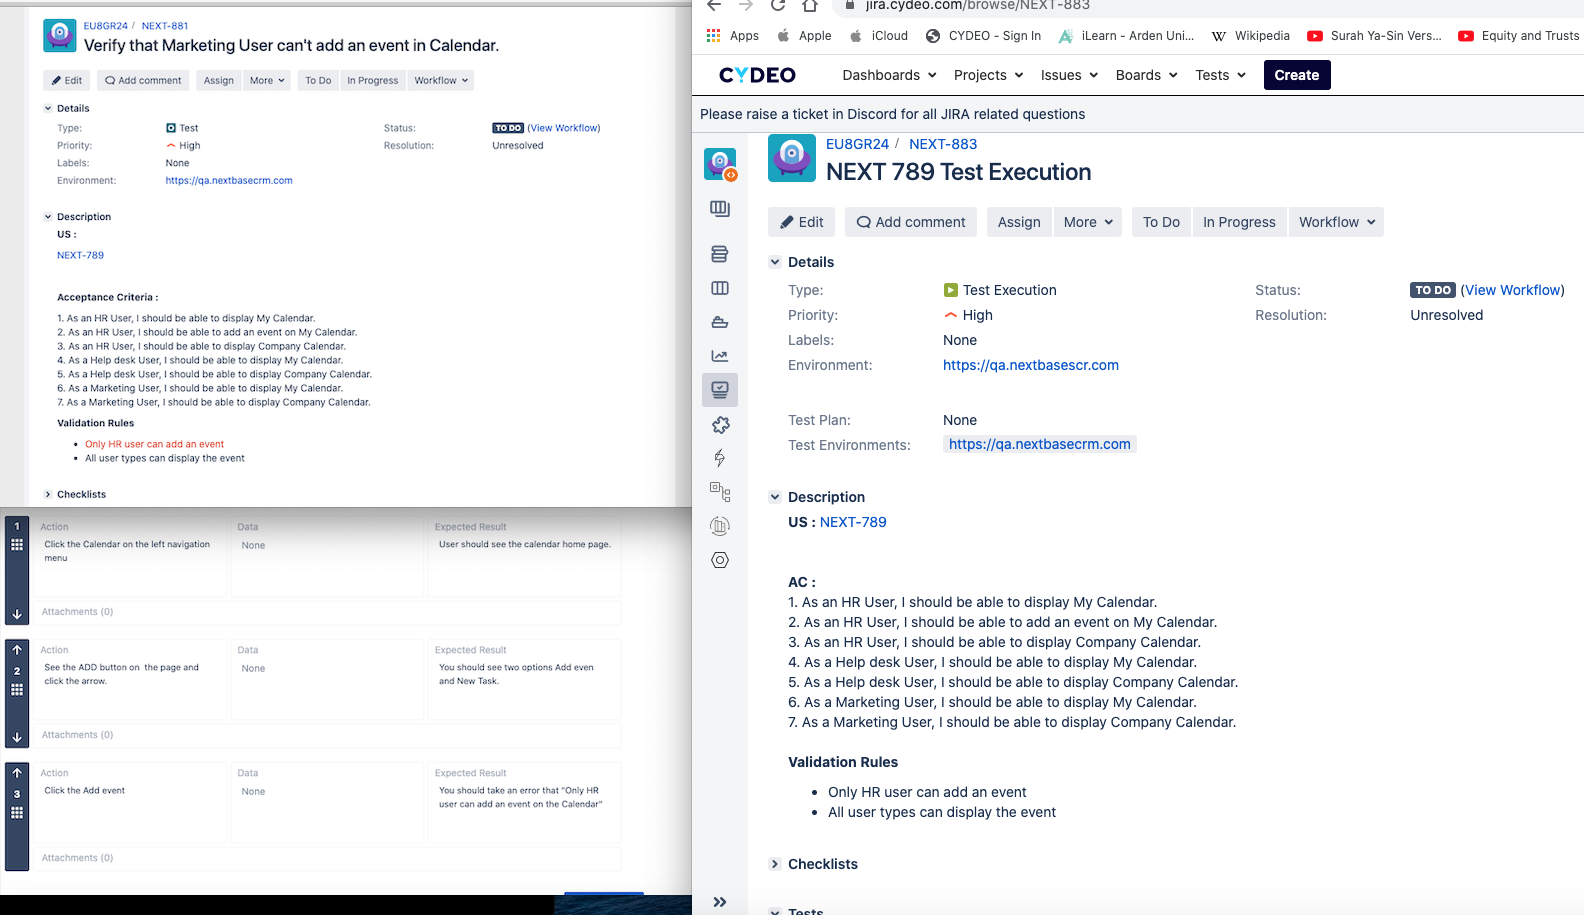 EU8GR24 / NEXT-881
Verify that Marketing User can't add an event in Calendar.
Edit Add comment Assign More To Do In Progress Workflow
Details
Type: Test Status: TO DO (View Workflow)
Priority: High Resolution: Unresolved
Labels: None
Environment: https://qa.nextbasecrm.com
Description
US :
NEXT-789
Acceptance Criteria :
1. As an HR User, I should be able to display My Calendar.
2. As an HR User, I should be able to add an event on My Calendar.
3. As an HR User, I should be able to display Company Calendar.
4. As a Help desk User, I should be able to display My Calendar.
5. As a Help desk User, I should be able to display Company Calendar.
6. As a Marketing User, I should be able to display My Calendar.
7. As a Marketing User, I should be able to display Company Calendar.
Validation Rules
• Only HR user can add an event
• All user types can display the event
Checklists
1 Action Data Expected Result
Click the Calendar on the left navigation None User should see the calendar home page.
menu
Attachments (0)
2 Action Data Expected Result
See the ADD button on the page and None You should see two options Add even
click the arrow. and New Task.
Attachments (0)
3 Action Data Expected Result
Click the Add event None You should take an error that "Only HR
user can add an event on the Calendar"
Attachments (0)
jira.cydeo.com/browse/NEXT-883
Apps Apple iCloud CYDEO - Sign In iLearn - Arden Uni... Wikipedia Surah Ya-Sin Vers... Equity and Trusts
CYDEO Dashboards Projects Issues Boards Tests Create
Please raise a ticket in Discord for all JIRA related questions
EU8GR24 / NEXT-883
NEXT 789 Test Execution
Edit Add comment Assign More To Do In Progress Workflow
Details
Type: Test Execution Status: TO DO (View Workflow)
Priority: High Resolution: Unresolved
Labels: None
Environment: https://qa.nextbasescr.com
Test Plan: None
Test Environments: https://qa.nextbasecrm.com
Description
US : NEXT-789
AC :
1. As an HR User, I should be able to display My Calendar.
2. As an HR User, I should be able to add an event on My Calendar.
3. As an HR User, I should be able to display Company Calendar.
4. As a Help desk User, I should be able to display My Calendar.
5. As a Help desk User, I should be able to display Company Calendar.
6. As a Marketing User, I should be able to display My Calendar.
7. As a Marketing User, I should be able to display Company Calendar.
Validation Rules
• Only HR user can add an event
• All user types can display the event
Checklists
Tests